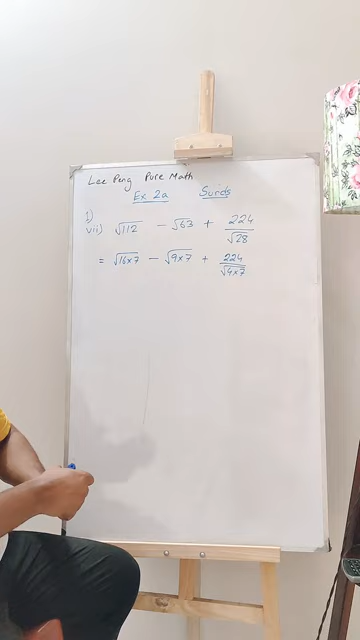 Lee Peng Pure Math
Ex 2a Surds
1)
vii) √112 - √63 + 224/√28
= √16×7 - √9×7 + 224/√4×7